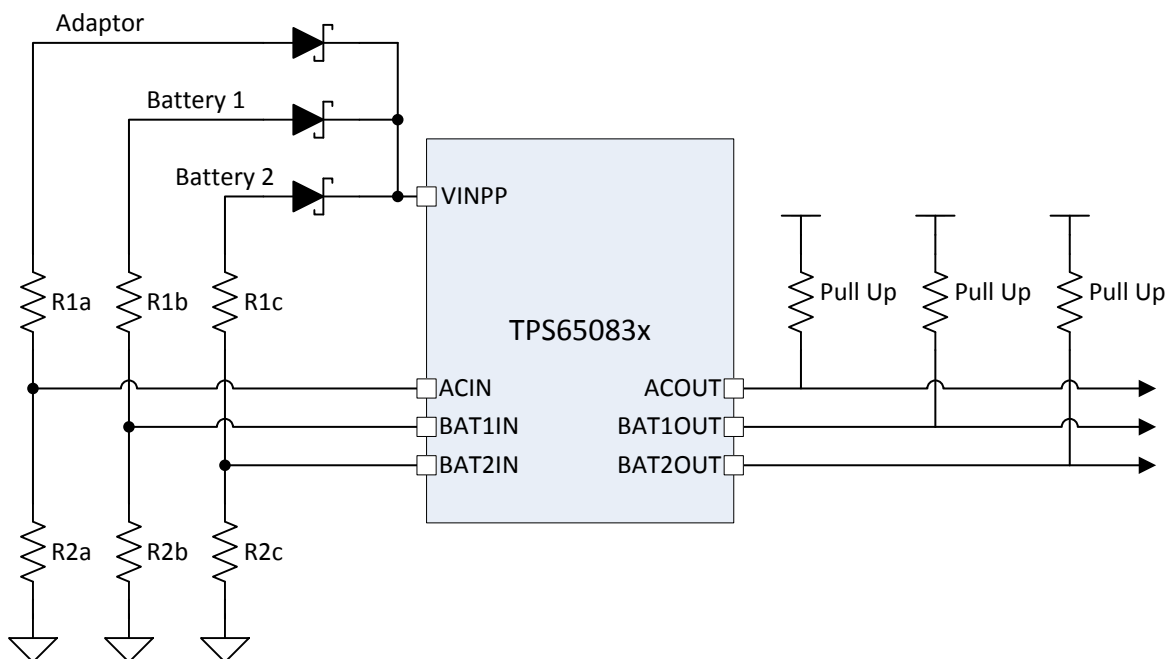 Adaptor
Battery 1
Battery 2
VINPP
R1a
R1b
R1c
Pull Up
Pull Up
Pull Up
TPS65083x
ACIN
ACOUT
BAT1IN
BAT1OUT
BAT2IN
BAT2OUT
R2a
R2b
R2c